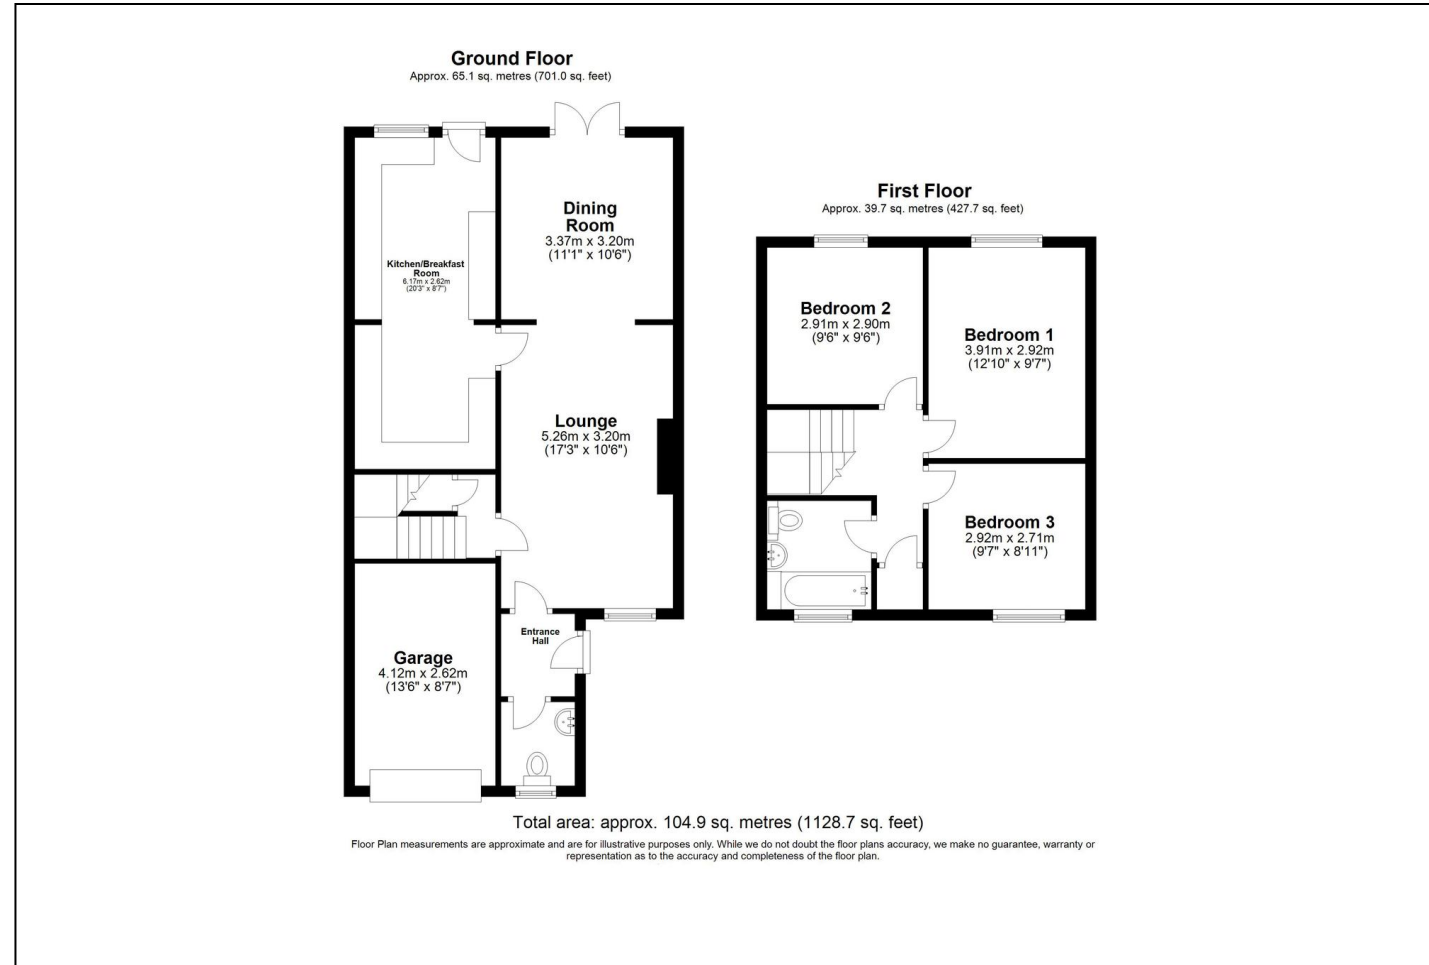 Ground Floor
Approx. 65.1 sq. metres (701.0 sq. feet)
Dining
Room
3.37m x 3.20m
(11'1" x 10'6")
Kitchen/Breakfast
Room
6.17m x 2.62m
(20'3" x 8'7")
Lounge
5.26m x 3.20m
(17'3" x 10'6")
Entrance
Hall
Garage
4.12m x 2.62m
(13'6" x 8'7")
First Floor
Approx. 39.7 sq. metres (427.7 sq. feet)
Bedroom 2
2.91m x 2.90m
(9'6" x 9'6")
Bedroom 1
3.91m x 2.92m
(12'10" x 9'7")
Bedroom 3
2.92m x 2.71m
(9'7" x 8'11")
Total area: approx. 104.9 sq. metres (1128.7 sq. feet)
Floor Plan measurements are approximate and are for illustrative purposes only. While we do not doubt the floor plans accuracy, we make no guarantee, warranty or
representation as to the accuracy and completeness of the floor plan.